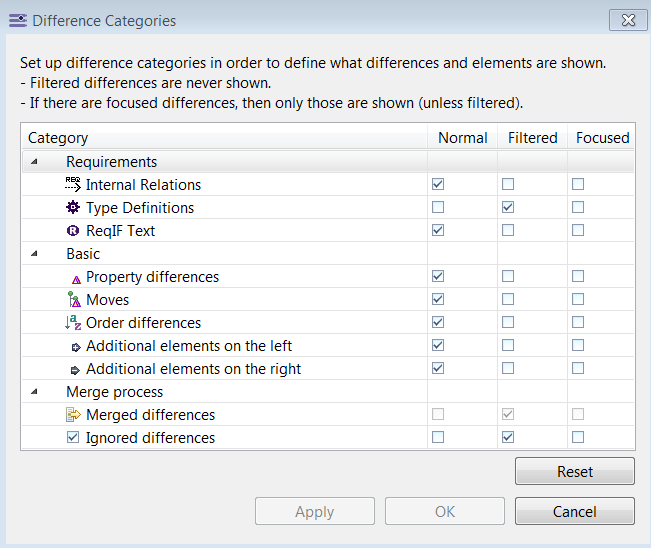 Difference Categories
Set up difference categories in order to define what differences and elements are shown.
- Filtered differences are never shown.
- If there are focused differences, then only those are shown (unless filtered).
Category Normal Filtered Focused
Requirements
REQ Internal Relations
D Type Definitions
R ReqIF Text
Basic
Property differences
Moves
a z Order differences
Additional elements on the left
Additional elements on the right
Merge process
Merged differences
Ignored differences
Reset
Apply OK Cancel